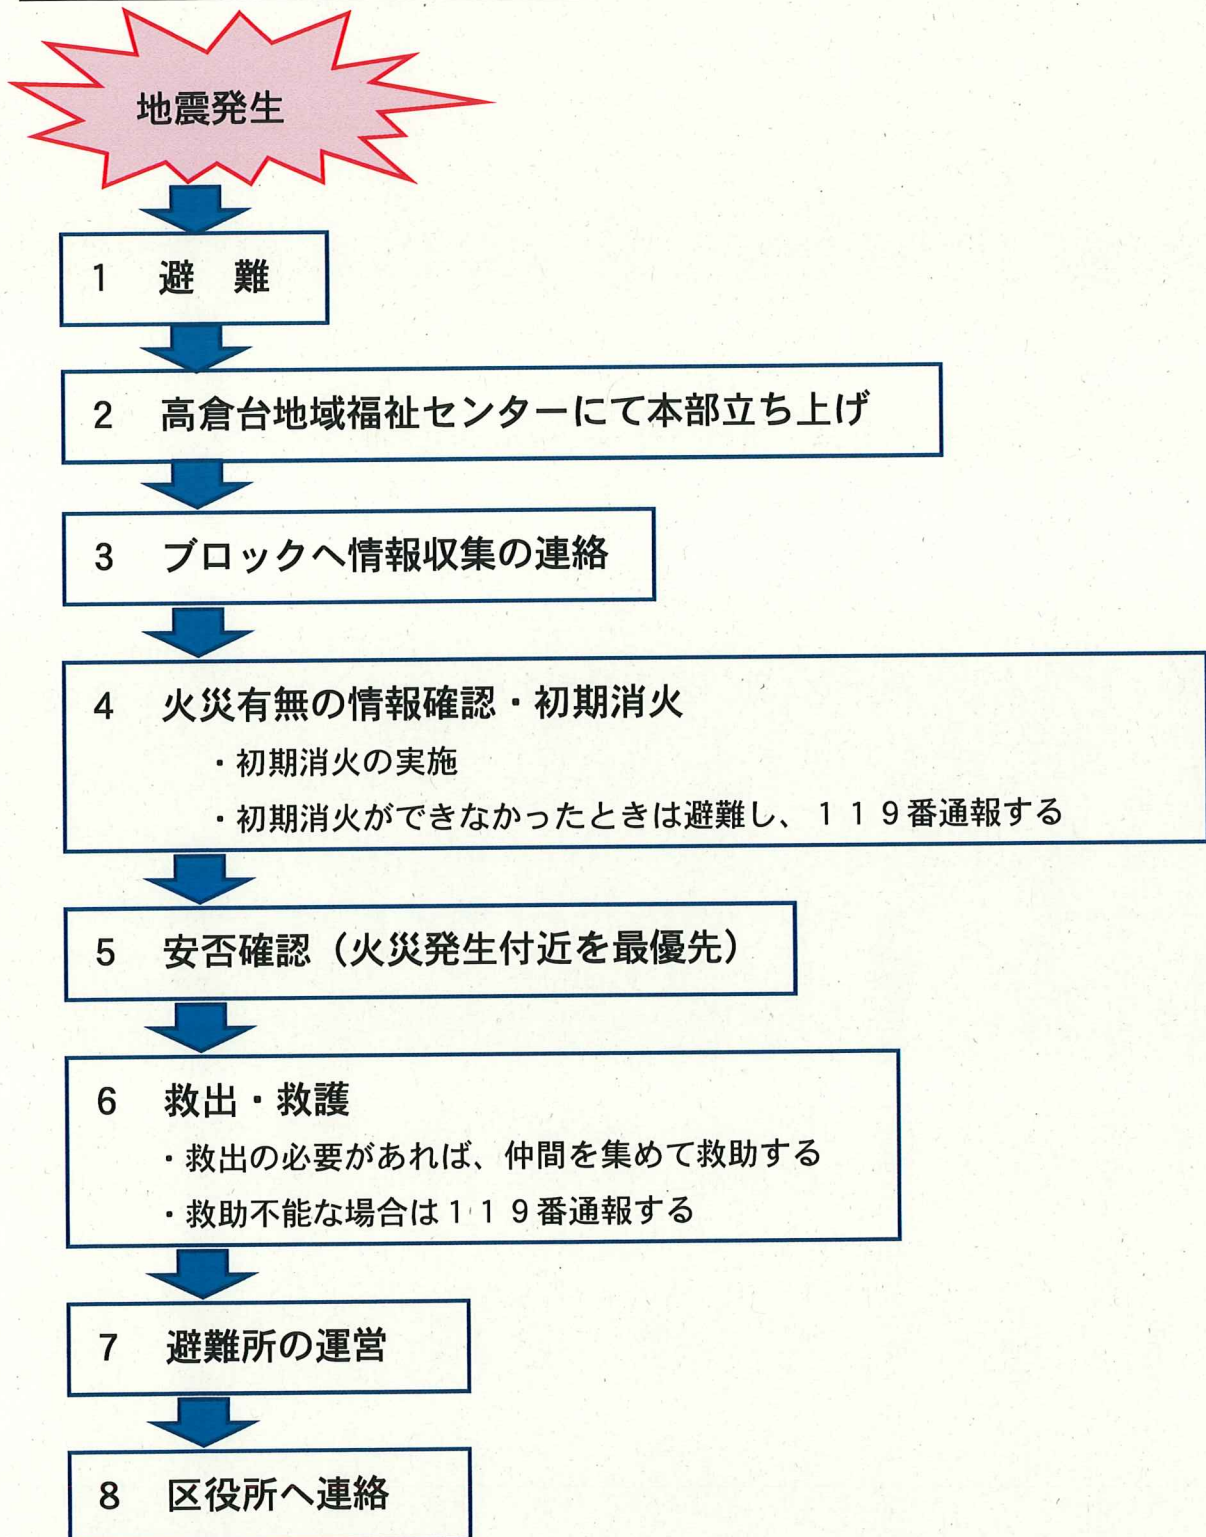 地震発生
1 避 難
2 高倉台地域福祉センターにて本部立ち上げ
3 ブロックへ情報収集の連絡
4 火災有無の情報確認・初期消火
・初期消火の実施
・初期消火ができなかったときは避難し、119番通報する
5 安否確認（火災発生付近を最優先）
6 救出・救護
・救出の必要があれば、仲間を集めて救助する
・救助不能な場合は119番通報する
7 避難所の運営
8 区役所へ連絡